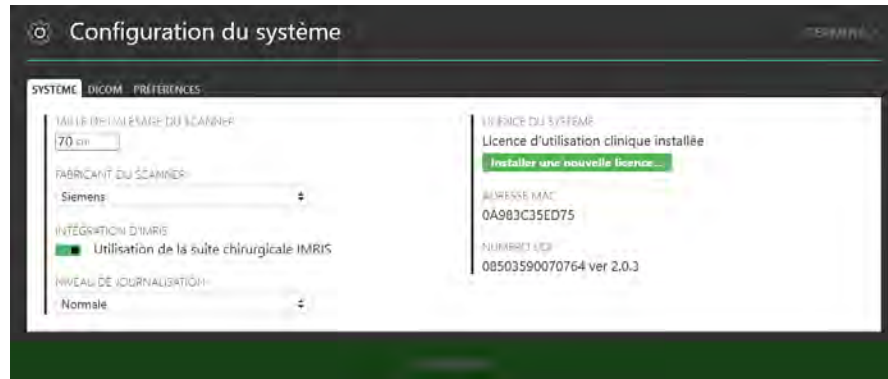 Configuration du système
TERMINÉ
SYSTÈME DICOM PRÉFÉRENCES
TAILLE DE L'ALÉSAGE DU SCANNER
70 cm
FABRICANT DU SCANNER
Siemens
INTÉGRATION D'IMRIS
Utilisation de la suite chirurgicale IMRIS
NIVEAU DE JOURNALISATION
Normale
LICENCE DU SYSTÈME
Licence d'utilisation clinique installée
Installer une nouvelle licence...
ADRESSE MAC
0A983C35ED75
NUMÉRO UDI
08503590070764 ver 2.0.3